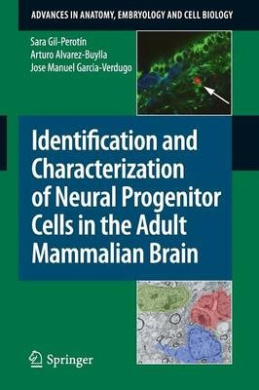 ADVANCES IN ANATOMY, EMBRYOLOGY AND CELL BIOLOGY
Sara Gil-Perotín
Arturo Alvarez-Buylla
Jose Manuel Garcia-Verdugo
Identification and
Characterization
of Neural Progenitor
Cells in the Adult
Mammalian Brain
Springer